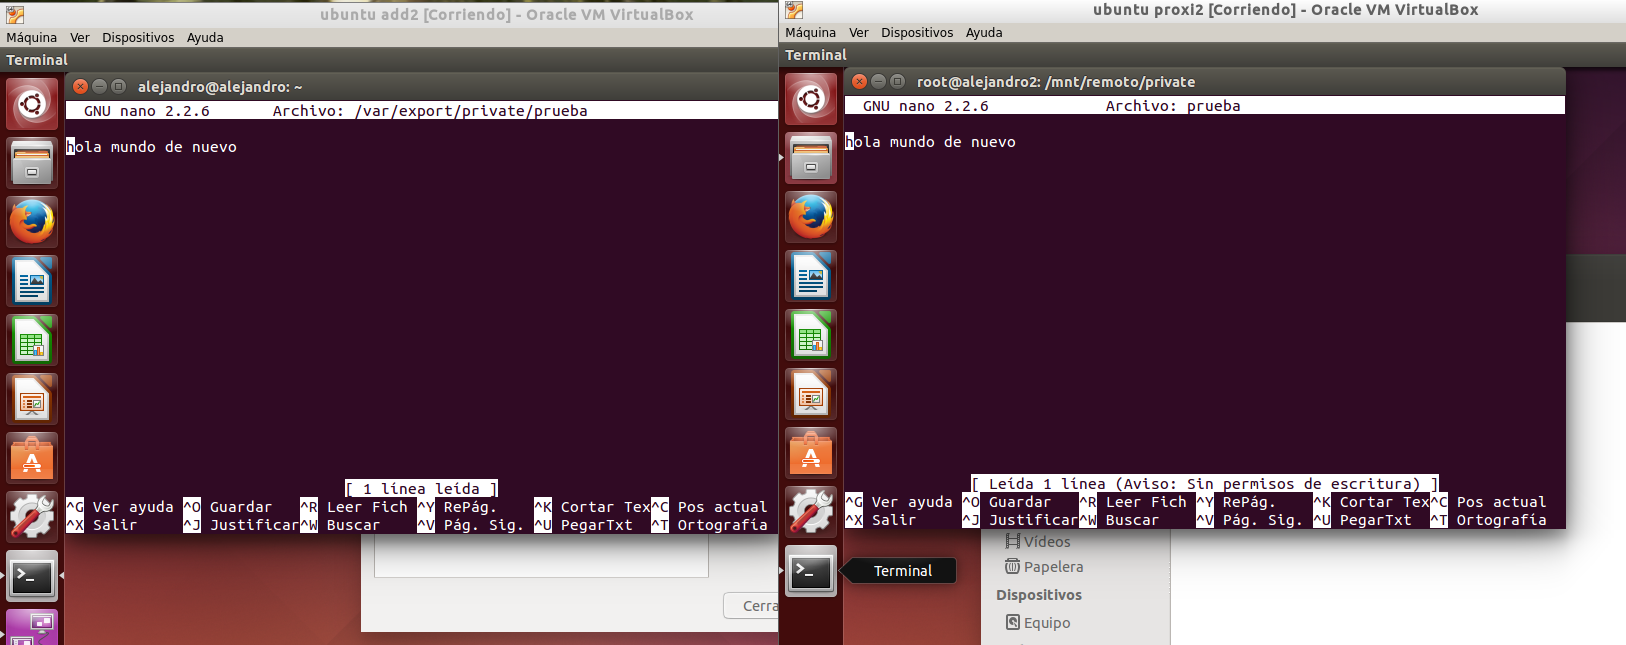 ubuntu add2 [Corriendo] - Oracle VM VirtualBox
Máquina Ver Dispositivos Ayuda
Terminal
alejandro@alejandro: ~
GNU nano 2.2.6 Archivo: /var/export/private/prueba
hola mundo de nuevo
[ 1 línea leída ]
^G Ver ayuda ^O Guardar ^R Leer Fich ^Y RePág. ^K Cortar Tex^C Pos actual
^X Salir ^J Justificar^W Buscar ^V Pág. Sig. ^U PegarTxt ^T Ortografía
Cerra
ubuntu proxi2 [Corriendo] - Oracle VM VirtualBox
Máquina Ver Dispositivos Ayuda
Terminal
root@alejandro2: /mnt/remoto/private
GNU nano 2.2.6 Archivo: prueba
hola mundo de nuevo
[ Leída 1 línea (Aviso: Sin permisos de escritura) ]
^G Ver ayuda ^O Guardar ^R Leer Fich ^Y RePág. ^K Cortar Tex^C Pos actual
^X Salir ^J Justificar^W Buscar ^V Pág. Sig. ^U PegarTxt ^T Ortografía
Terminal
Vídeos
Papelera
Dispositivos
Equipo